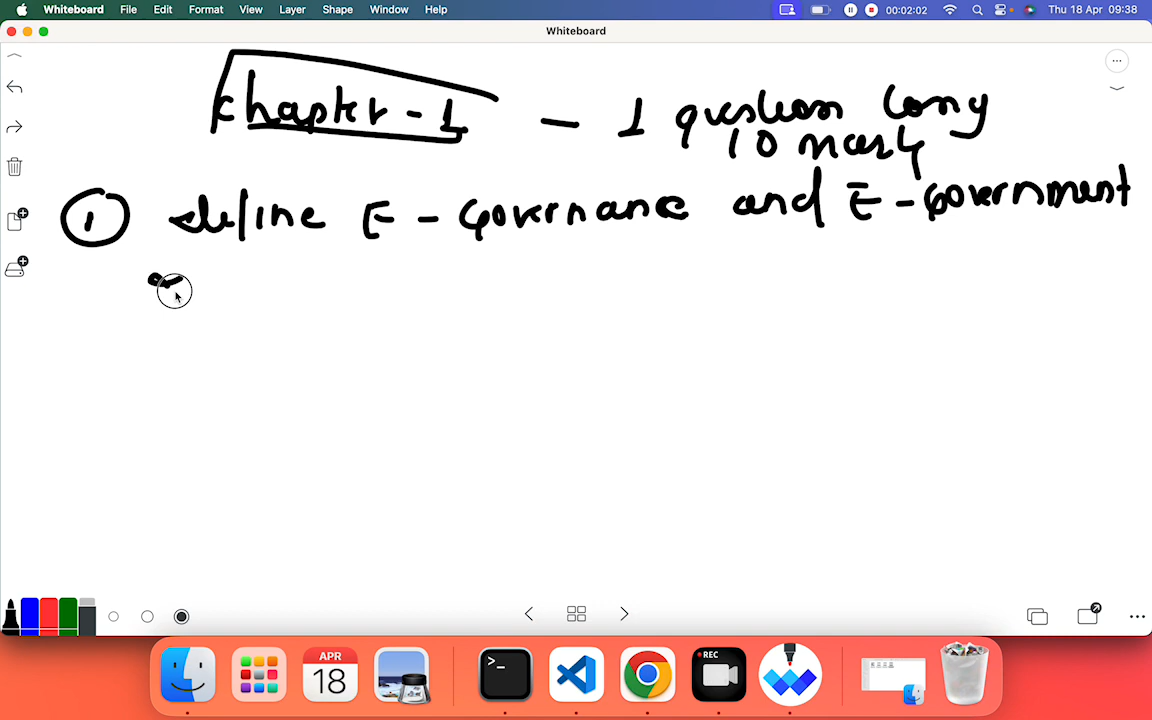 Whiteboard File Edit Format View Layer Shape Window Help 00:02:02 Thu 18 Apr 09:38
Whiteboard
chapter - 1 — 1 question long
10 mark
1 define E - Governance and E - Government
APR
18
REC